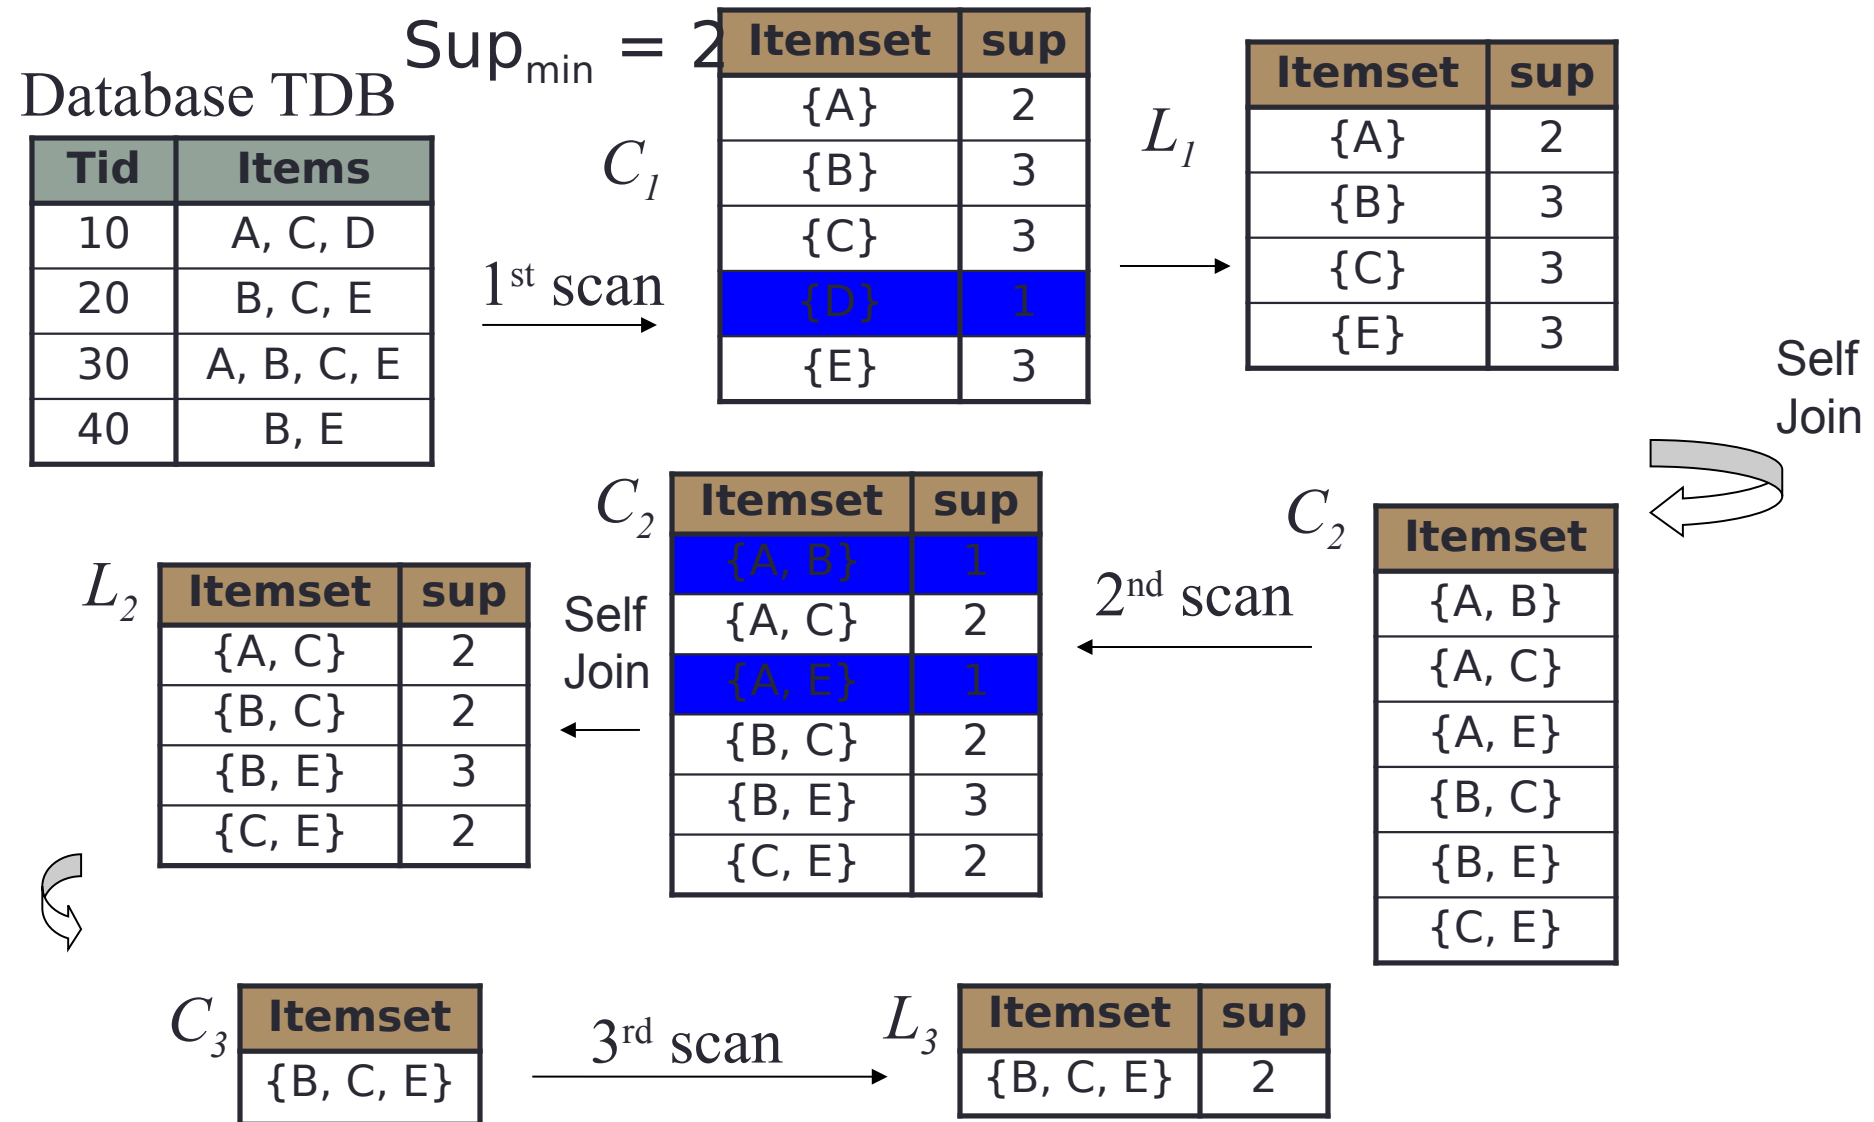 Sup_min = 2
Database TDB
Tid Items
10 A, C, D
20 B, C, E
30 A, B, C, E
40 B, E
1st scan
C1
Itemset sup
{A} 2
{B} 3
{C} 3
{D} 1
{E} 3
L1
Itemset sup
{A} 2
{B} 3
{C} 3
{E} 3
Self
Join
C2
Itemset
{A, B}
{A, C}
{A, E}
{B, C}
{B, E}
{C, E}
2nd scan
C2
Itemset sup
{A, B} 1
{A, C} 2
{A, E} 1
{B, C} 2
{B, E} 3
{C, E} 2
Self
Join
L2
Itemset sup
{A, C} 2
{B, C} 2
{B, E} 3
{C, E} 2
C3
Itemset
{B, C, E}
3rd scan
L3
Itemset sup
{B, C, E} 2